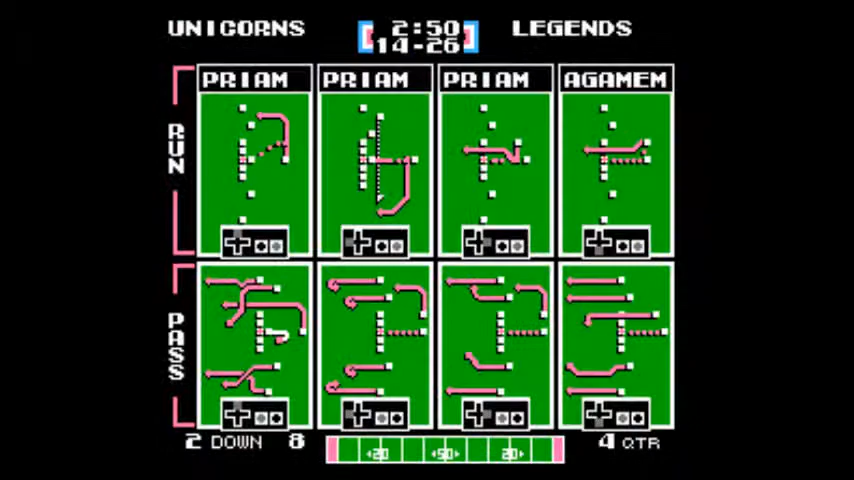 UNICORNS 2:50 LEGENDS
14-26
PRIAM PRIAM PRIAM AGAMEM
RUN
PASS
2 DOWN 8 4 QTR
20 50 20